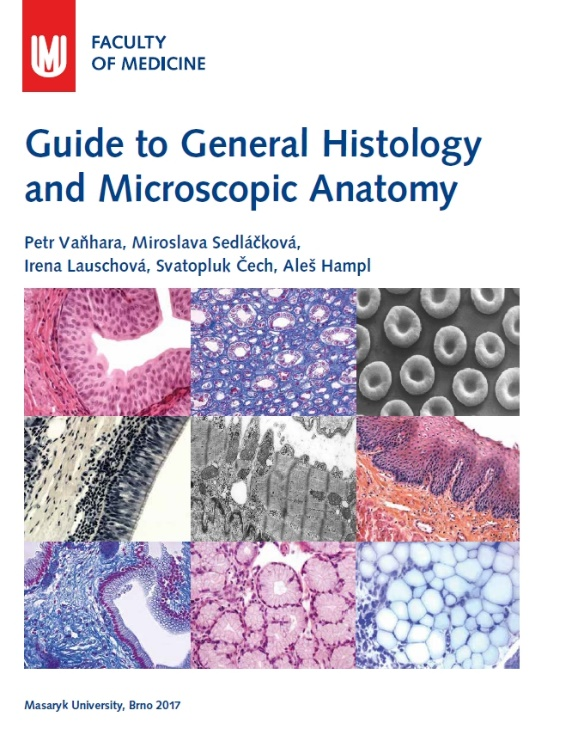 FACULTY
OF MEDICINE
Guide to General Histology
and Microscopic Anatomy
Petr Vaňhara, Miroslava Sedláčková,
Irena Lauschová, Svatopluk Čech, Aleš Hampl
Masaryk University, Brno 2017